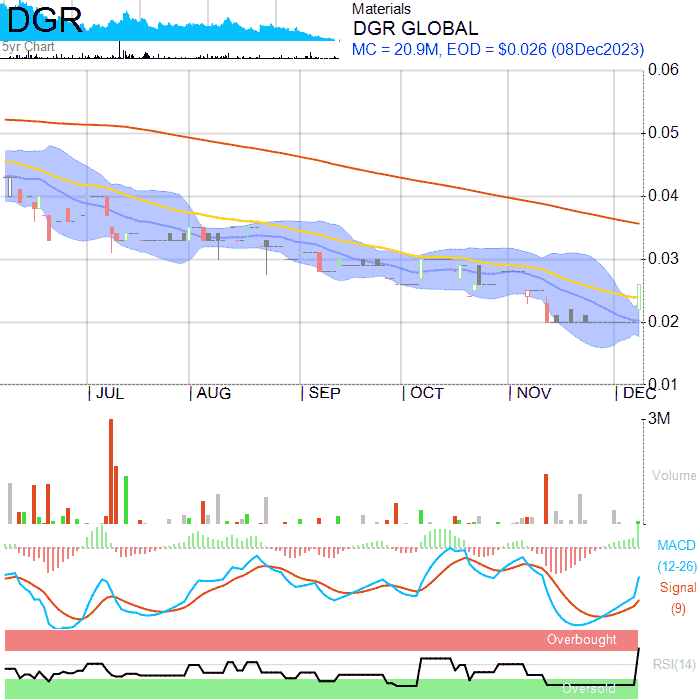 DGR
5yr Chart
Materials
DGR GLOBAL
MC = 20.9M, EOD = $0.026 (08Dec2023)
0.06
0.05
0.04
0.03
0.02
0.01
JUL AUG SEP OCT NOV DEC
3M
Volume
MACD
(12-26)
Signal
(9)
Overbought
RSI(14)
Oversold